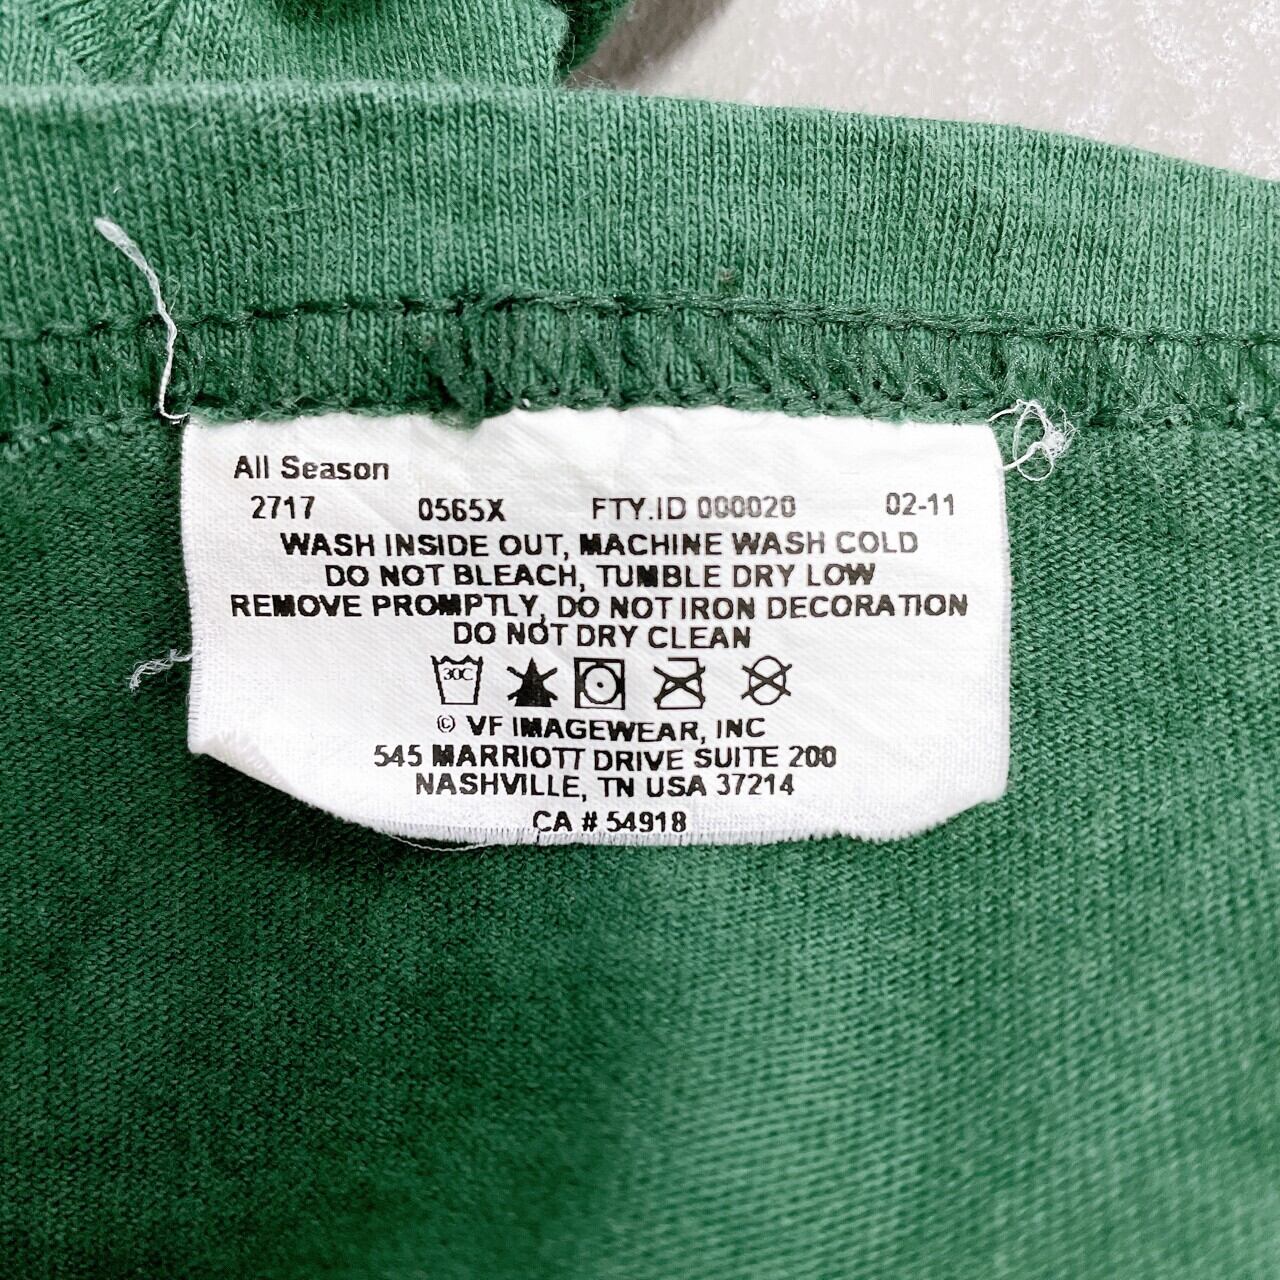 All Season
2717 0565X FTY.ID 000020 02-11
WASH INSIDE OUT, MACHINE WASH COLD
DO NOT BLEACH, TUMBLE DRY LOW
REMOVE PROMPTLY, DO NOT IRON DECORATION
DO NOT DRY CLEAN
30C
© VF IMAGEWEAR, INC
545 MARRIOTT DRIVE SUITE 200
NASHVILLE, TN USA 37214
CA # 54918